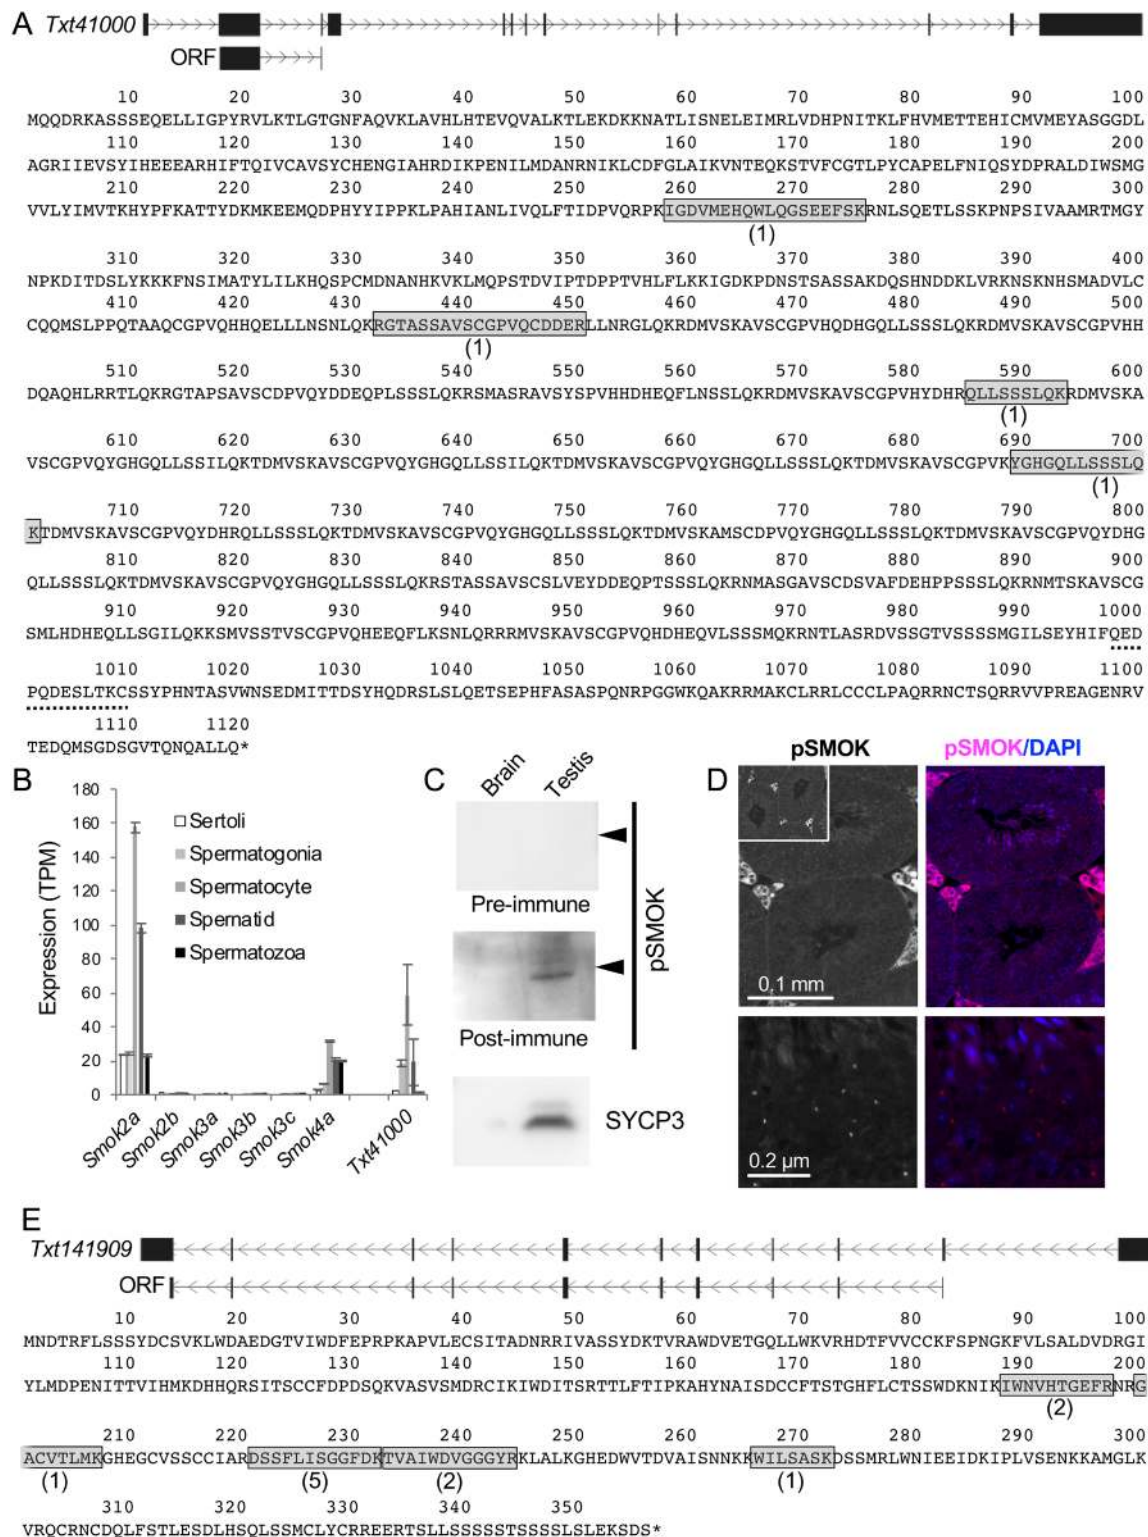 A Txt41000
ORF
10 20 30 40 50 60 70 80 90 100
MQQDRKASSSEQELLIGPYRVLKTLGTGNFAQVKLAVHLHTEVQVALKTLEKDKKNATLISNELEIMRLVDHPNITKLFHVMETTEHICMVMEYASGGDL
110 120 130 140 150 160 170 180 190 200
AGRIIEVSYIHEEEARHIFTQIVCAVSYCHENGIAHRDIKPENILMDANRNIKLCDFGLAIKVNTEQKSTVFCGTLPYCAPELFNIQSYDPRALDIWSMG
210 220 230 240 250 260 270 280 290 300
VVLYIMVTKHYPFKATTYDKMKEEMQDPHYYIPPKLPAHIANLIVQLFTIDPVQRPKIGDVMEHQWLQGSEEFSKRNLSQETLSSKPNPSIVAAMRTMGY
(1)
310 320 330 340 350 360 370 380 390 400
NPKDITDSLYKKKFNSIMATYLILKHQSPCMDNANHKVKLMQPSTDVIPTDPPTVHLFLKKIGDKPDNSTSASSAKDQSHNDDKLVRKNSKNHSMADVLC
410 420 430 440 450 460 470 480 490 500
CQQMSLPPQTAAQCGPVQHHQELLLNSNLQKRGTASSAVSCGPVQCDDERLLNRGLQKRDMVSKAVSCGPVHQDHGQLLSSSLQKRDMVSKAVSCGPVHH
(1)
510 520 530 540 550 560 570 580 590 600
DQAQHLRRTLQKRGTAPSAVSCDPVQYDDEQPLSSSLQKRSMASRAVSYSPVHHDHEQFLNSSLQKRDMVSKAVSCGPVHYDHRQLLSSSLQKRDMVSKA
(1)
610 620 630 640 650 660 670 680 690 700
VSCGPVQYGHGQLLSSILQKTDMVSKAVSCGPVQYGHGQLLSSILQKTDMVSKAVSCGPVQYGHGQLLSSSLQKTDMVSKAVSCGPVKYGHGQLLSSSLQ
(1)
710 720 730 740 750 760 770 780 790 800
KTDMVSKAVSCGPVQYDHRQLLSSSLQKTDMVSKAVSCGPVQYGHGQLLSSSLQKTDMVSKAMSCDPVQYGHGQLLSSSLQKTDMVSKAVSCGPVQYDHG
810 820 830 840 850 860 870 880 890 900
QLLSSSLQKTDMVSKAVSCGPVQYGHGQLLSSSLQKRSTASSAVSCSLVEYDDEQPTSSSLQKRNMASGAVSCDSVAFDEHPPSSSLQKRNMTSKAVSCG
910 920 930 940 950 960 970 980 990 1000
SMLHDHEQLLSGILQKKSMVSSTVSCGPVQHEEQFLKSNLQRRRMVSKAVSCGPVQHDHEQVLSSSMQKRNTLASRDVSSGTVSSSSMGILSEYHIFQED
1010 1020 1030 1040 1050 1060 1070 1080 1090 1100
PQDESLTKCSSYPHNTASVWNSEDMITTDSYHQDRSLSLQETSEPHFASASPQNRPGGWKQAKRRMAKCLRRLCCCLPAQRRNCTSQRRVVPREAGENRV
1110 1120
TEDQMSGDSGVTQNQALLQ*
B
Expression (TPM)
180
160
140
120
100
80
60
40
20
0
Sertoli
Spermatogonia
Spermatocyte
Spernatid
Spermatozoa
Smok2a Smok2b Smok3a Smok3b Smok3c Smok4a Txt41000
C
Brain Testis
Pre-immune
Post-immune
pSMOK
SYCP3
D
pSMOK pSMOK/DAPI
0.1 mm
0.2 µm
E
Txt141909
ORF
10 20 30 40 50 60 70 80 90 100
MNDTRFLSSSYDCSVKLWDAEDGTVIWDFEPRPKAPVLECSITADNRRIVASSYDKTVRAWDVETGQLLWKVRHDTFVVCCKFSPNGKFVLSALDVDRGI
110 120 130 140 150 160 170 180 190 200
YLMDPENITTVIHMKDHHQRSITSCCFDPDSQKVASVSMDRCIKIWDITSRTTLFTIPKAHYNAISDCCFTSTGHFLCTSSWDKNIKIWNVHTGEFRNRG
(2)
210 220 230 240 250 260 270 280 290 300
ACVTLMKGHEGCVSSCCIARDSSFLISGGFDKTVAIWDVGGGYRKLALKGHEDWVTDVAISNNKKWILSASKDSSMRLWNIEEIDKIPLVSENKKAMGLK
(1) (5) (2) (1)
310 320 330 340 350
VRQCRNCDQLFSTLESDLHSQLSSMCLYCRREERTSLLSSSSSTSSSSLSLEKSDS*